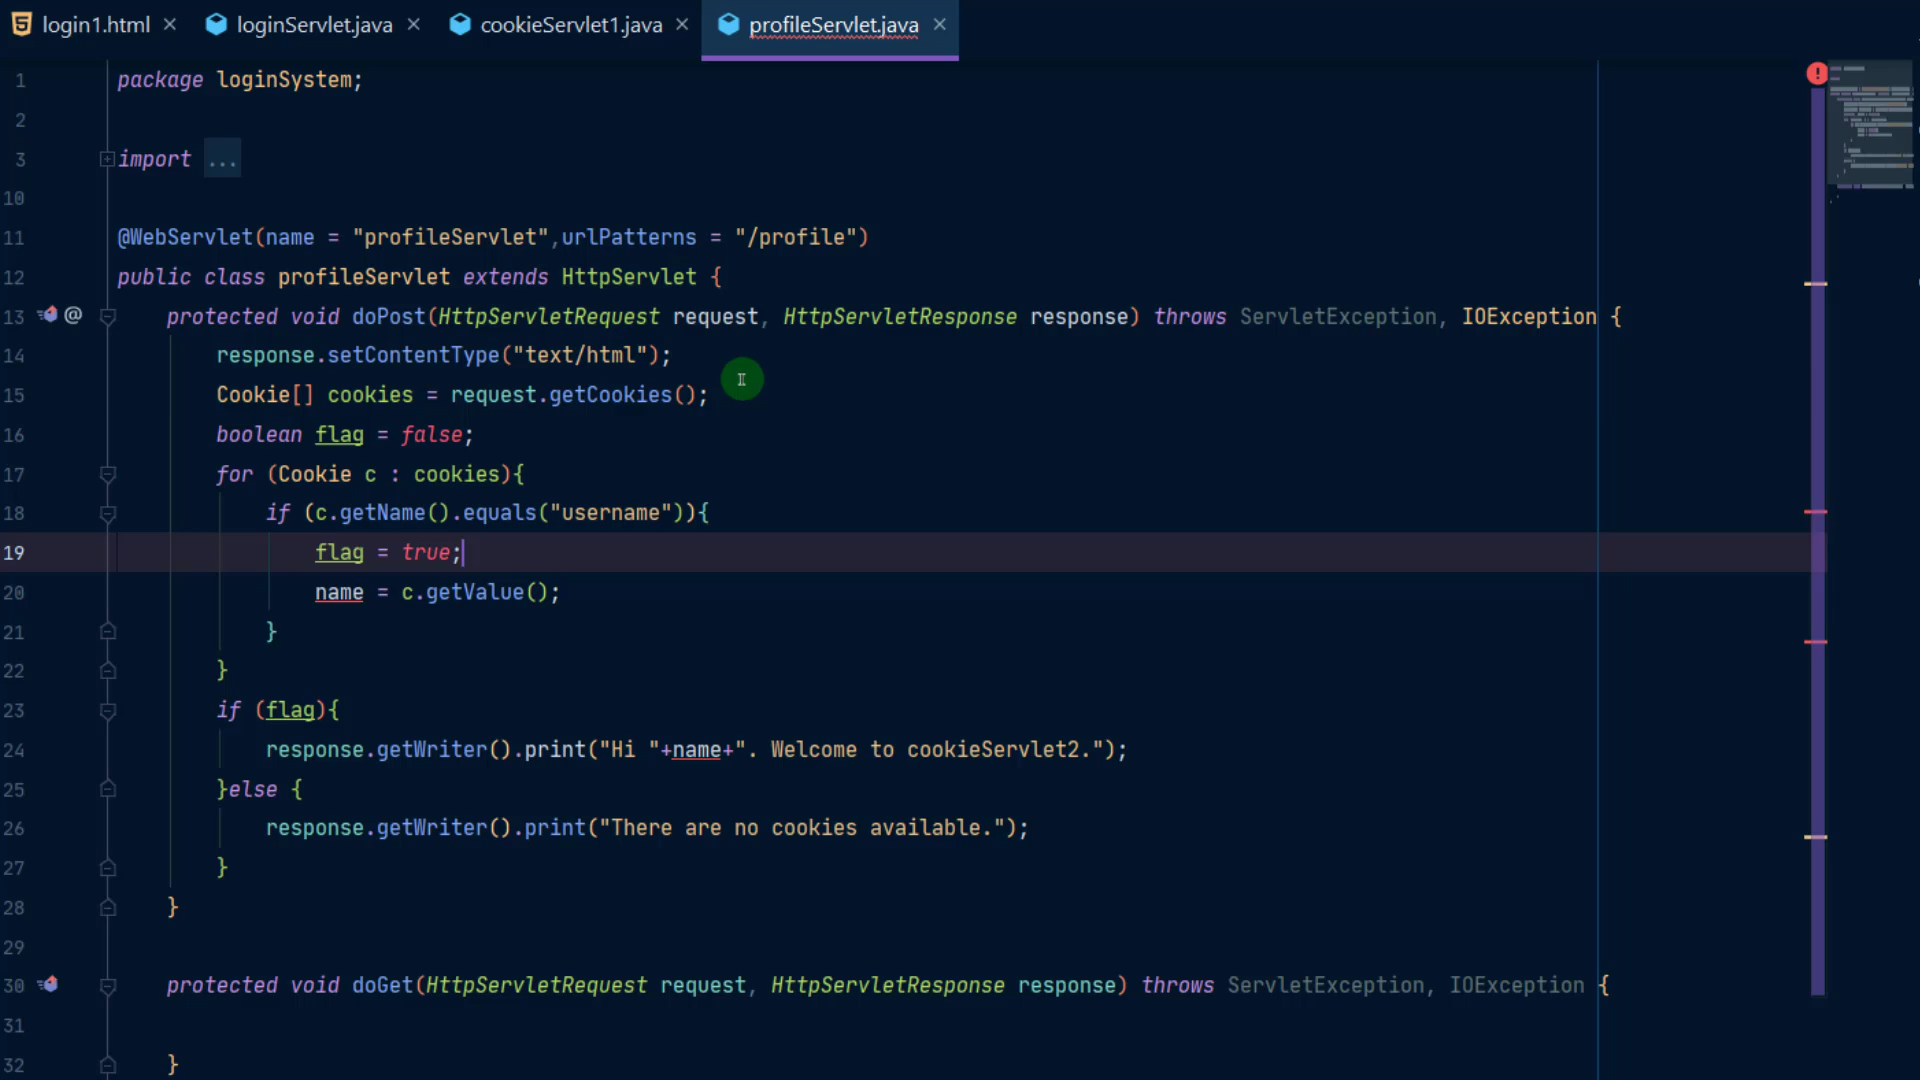 login1.html × loginServlet.java × cookieServlet1.java × profileServlet.java ×
1 package loginSystem;
2
3 import ...
10
11 @WebServlet(name = "profileServlet",urlPatterns = "/profile")
12 public class profileServlet extends HttpServlet {
13 @ protected void doPost(HttpServletRequest request, HttpServletResponse response) throws ServletException, IOException {
14 response.setContentType("text/html");
15 Cookie[] cookies = request.getCookies();
16 boolean flag = false;
17 for (Cookie c : cookies){
18 if (c.getName().equals("username")){
19 flag = true;
20 name = c.getValue();
21 }
22 }
23 if (flag){
24 response.getWriter().print("Hi "+name+". Welcome to cookieServlet2.");
25 }else {
26 response.getWriter().print("There are no cookies available.");
27 }
28 }
29
30 protected void doGet(HttpServletRequest request, HttpServletResponse response) throws ServletException, IOException {
31
32 }